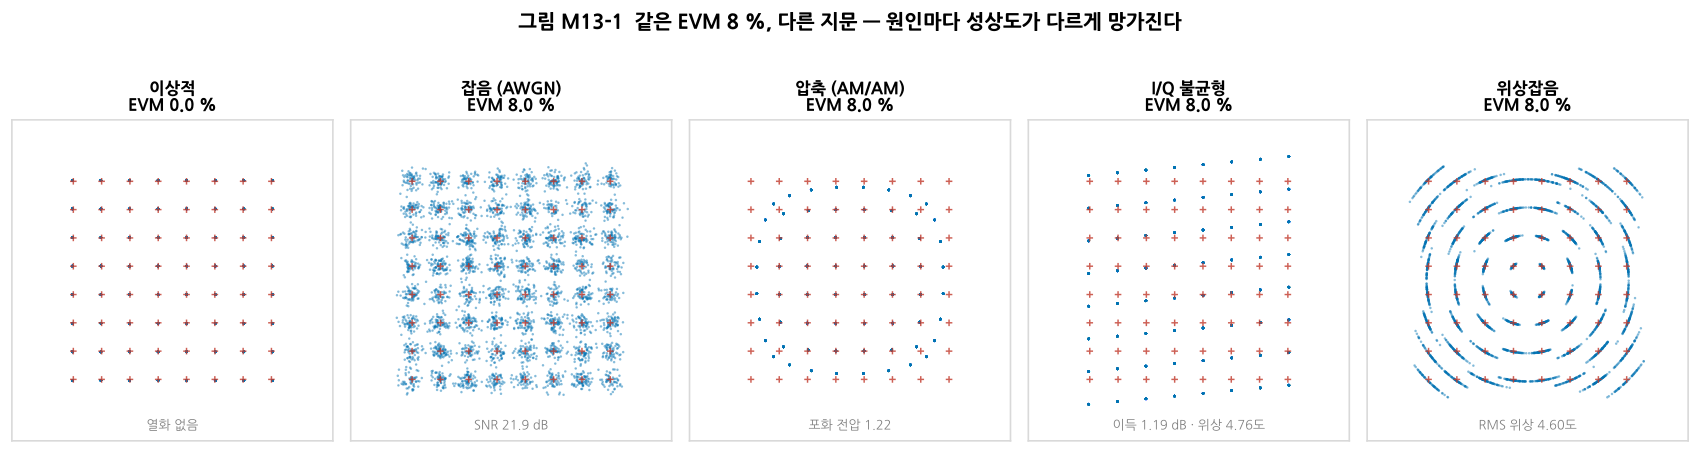 그림 M13-1 같은 EVM 8 %, 다른 지문 — 원인마다 성상도가 다르게 망가진다
이상적
EVM 0.0 %
열화 없음
잡음 (AWGN)
EVM 8.0 %
SNR 21.9 dB
압축 (AM/AM)
EVM 8.0 %
포화 전압 1.22
I/Q 불균형
EVM 8.0 %
이득 1.19 dB · 위상 4.76도
위상잡음
EVM 8.0 %
RMS 위상 4.60도